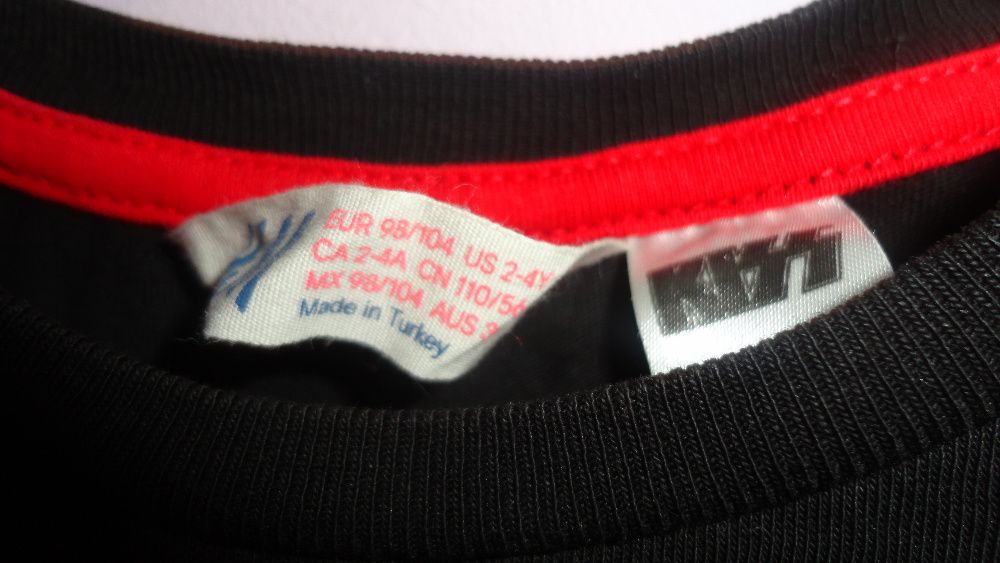 EUR 98/104 US 2-4Y
CA 2-4A CN 110/56
MX 98/104 AUS 3
Made in Turkey